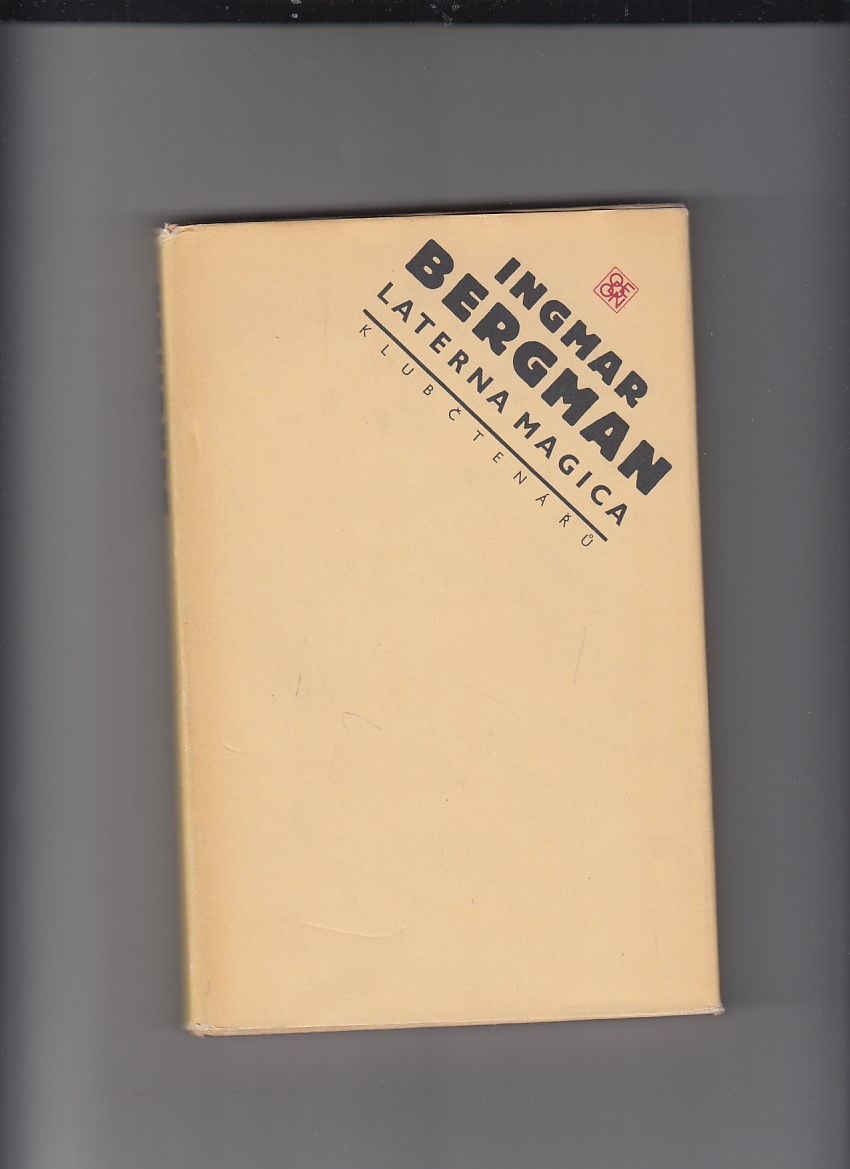 INGMAR
BERGMAN
LATERNA MAGICA
KLUB ČTENÁŘŮ